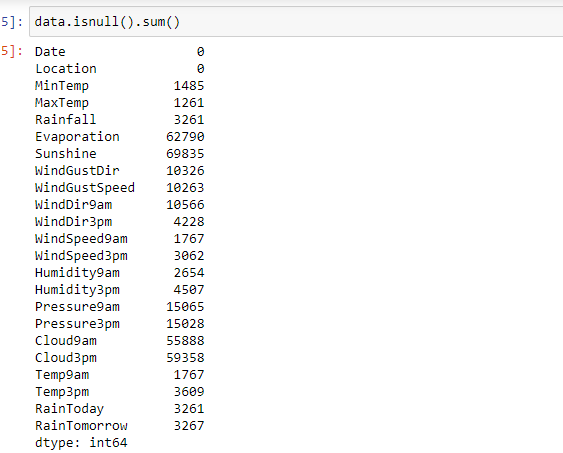 5]: data.isnull().sum()
5]: Date 0
Location 0
MinTemp 1485
MaxTemp 1261
Rainfall 3261
Evaporation 62790
Sunshine 69835
WindGustDir 10326
WindGustSpeed 10263
WindDir9am 10566
WindDir3pm 4228
WindSpeed9am 1767
WindSpeed3pm 3062
Humidity9am 2654
Humidity3pm 4507
Pressure9am 15065
Pressure3pm 15028
Cloud9am 55888
Cloud3pm 59358
Temp9am 1767
Temp3pm 3609
RainToday 3261
RainTomorrow 3267
dtype: int64